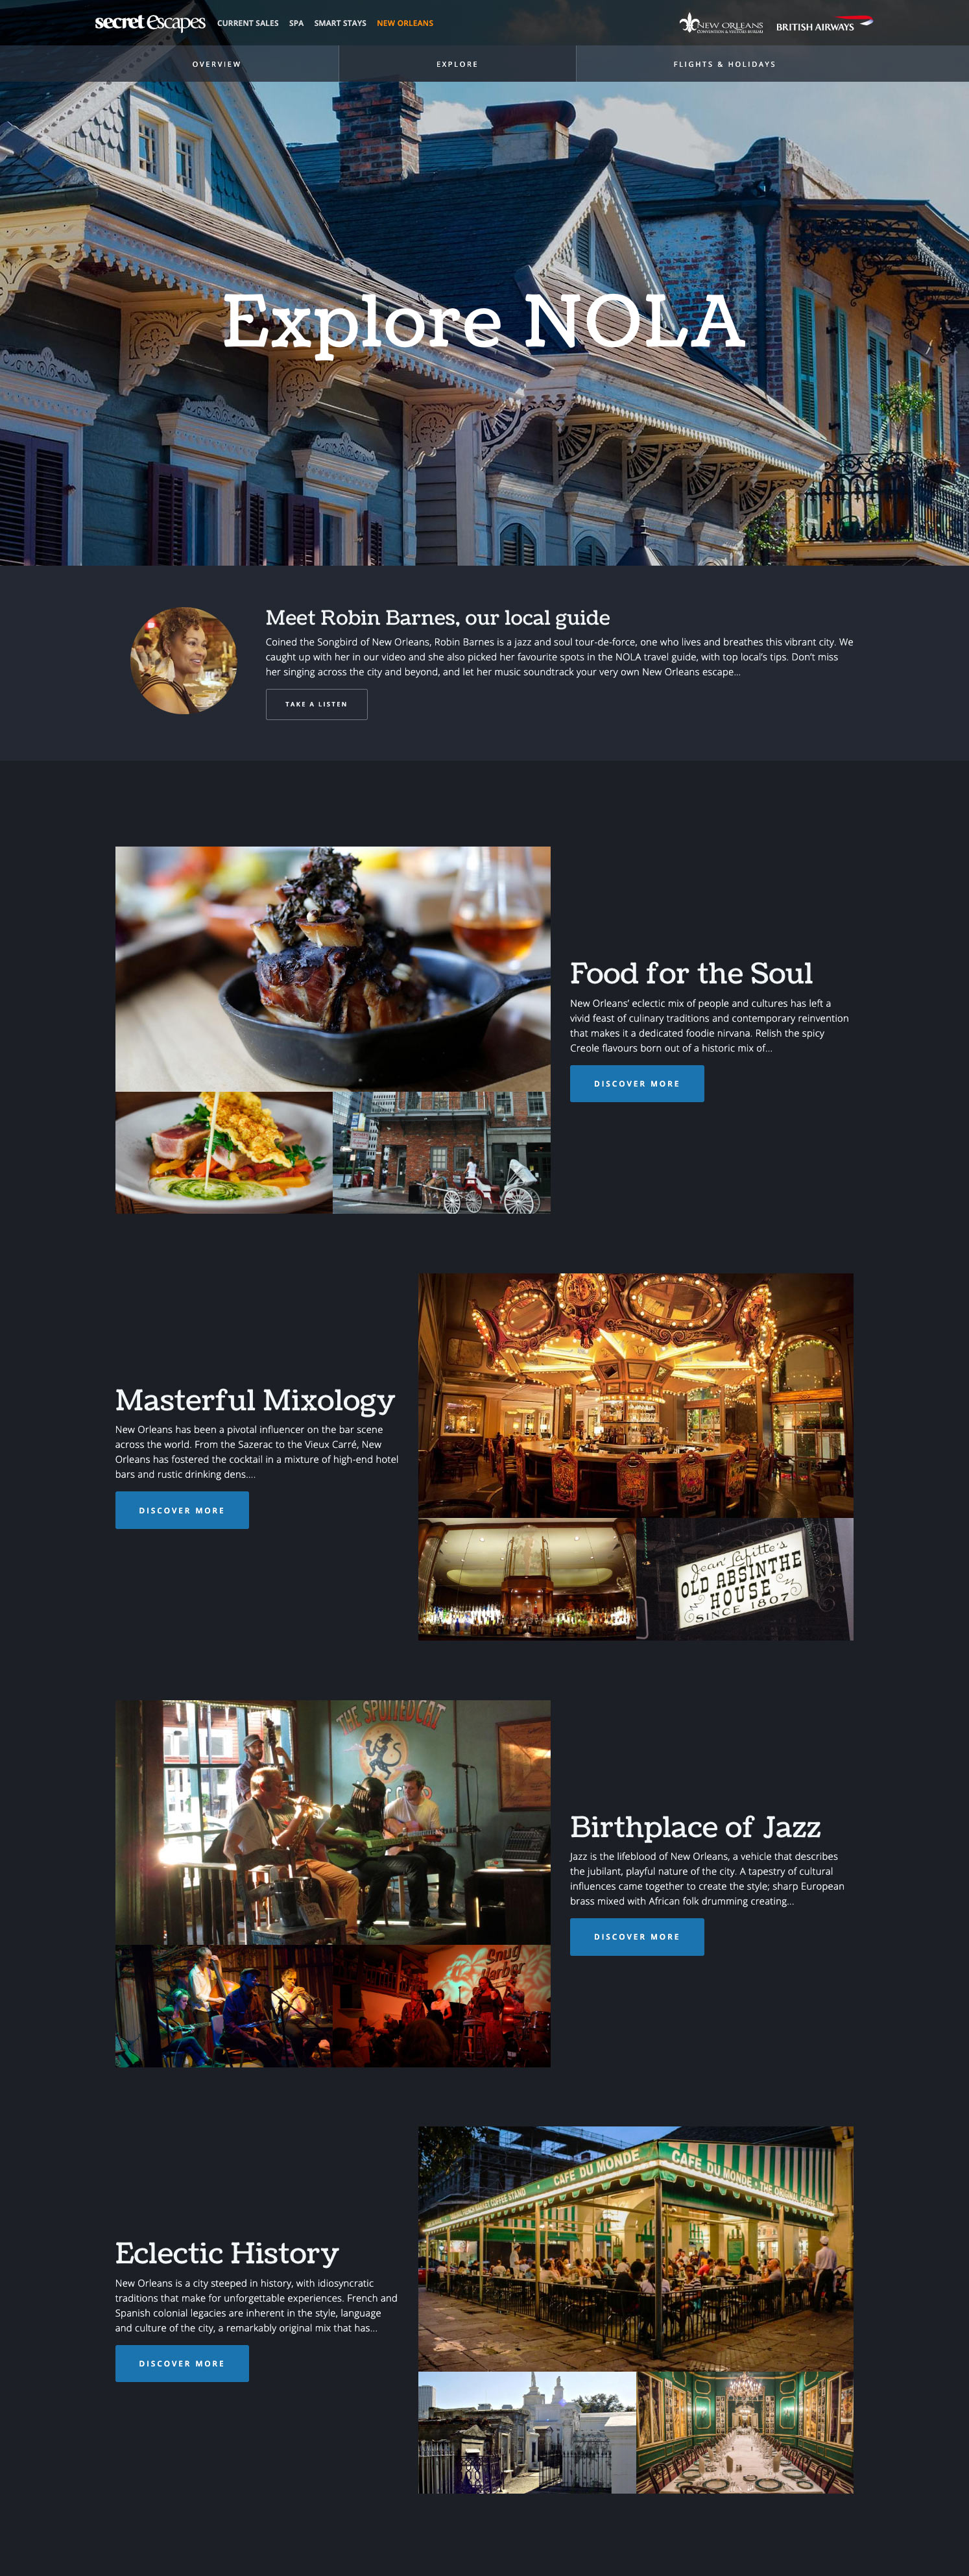 secret Escapes CURRENT SALES SPA SMART STAYS NEW ORLEANS
NEW ORLEANS
CONVENTION & VISITORS BUREAU
BRITISH AIRWAYS
OVERVIEW EXPLORE FLIGHTS & HOLIDAYS
Explore NOLA
Meet Robin Barnes, our local guide
Coined the Songbird of New Orleans, Robin Barnes is a jazz and soul tour-de-force, one who lives and breathes this vibrant city. We
caught up with her in our video and she also picked her favourite spots in the NOLA travel guide, with top local's tips. Don't miss
her singing across the city and beyond, and let her music soundtrack your very own New Orleans escape...
TAKE A LISTEN
Food for the Soul
New Orleans' eclectic mix of people and cultures has left a
vivid feast of culinary traditions and contemporary reinvention
that makes it a dedicated foodie nirvana. Relish the spicy
Creole flavours born out of a historic mix of...
DISCOVER MORE
Masterful Mixology
New Orleans has been a pivotal influencer on the bar scene
across the world. From the Sazerac to the Vieux Carré, New
Orleans has fostered the cocktail in a mixture of high-end hotel
bars and rustic drinking dens....
DISCOVER MORE
Jean Lafitte's
OLD ABSINTHE
HOUSE
SINCE 1807
THE SPOTTED CAT
Birthplace of Jazz
Jazz is the lifeblood of New Orleans, a vehicle that describes
the jubilant, playful nature of the city. A tapestry of cultural
influences came together to create the style; sharp European
brass mixed with African folk drumming creating...
DISCOVER MORE
Snug
Harbor
CAFE DU MONDE CAFE DU MONDE
COFFEE STAND THE ORIGINAL
Eclectic History
New Orleans is a city steeped in history, with idiosyncratic
traditions that make for unforgettable experiences. French and
Spanish colonial legacies are inherent in the style, language
and culture of the city, a remarkably original mix that has...
DISCOVER MORE